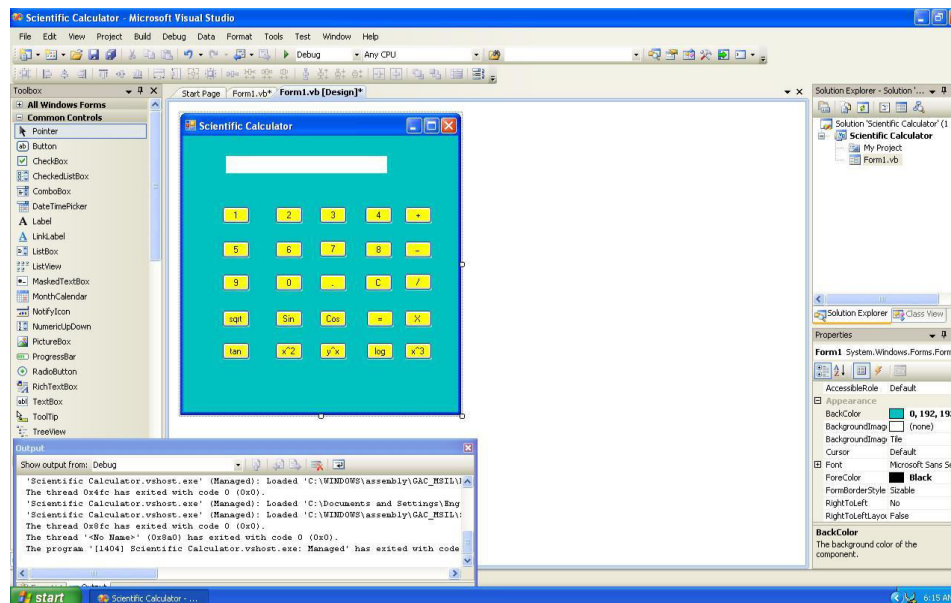 Scientific Calculator - Microsoft Visual Studio
File Edit View Project Build Debug Data Format Tools Test Window Help
Debug Any CPU
Toolbox
Start Page Form1.vb* Form1.vb [Design]*
Solution Explorer - Solution '...
All Windows Forms
Common Controls
Pointer
Button
CheckBox
CheckedListBox
ComboBox
DateTimePicker
Label
LinkLabel
ListBox
ListView
MaskedTextBox
MonthCalendar
NotifyIcon
NumericUpDown
PictureBox
ProgressBar
RadioButton
RichTextBox
TextBox
ToolTip
TreeView
Scientific Calculator
1 2 3 4 +
5 6 7 8 -
9 0 . C /
sqrt Sin Cos = X
tan x^2 y^x log x^3
Solution 'Scientific Calculator' (1
Scientific Calculator
My Project
Form1.vb
Solution Explorer Class View
Properties
Form1 System.Windows.Forms.Form
AccessibleRole Default
Appearance
BackColor 0, 192, 19
BackgroundImag (none)
BackgroundImag Tile
Cursor Default
Font Microsoft Sans Se
ForeColor Black
FormBorderStyle Sizable
RightToLeft No
RightToLeftLayou False
BackColor
The background color of the
component.
Output
Show output from: Debug
'Scientific Calculator.vshost.exe' (Managed): Loaded 'C:\WINDOWS\assembly\GAC_MSIL\
The thread 0x4fc has exited with code 0 (0x0).
'Scientific Calculator.vshost.exe' (Managed): Loaded 'C:\Documents and Settings\Eng
'Scientific Calculator.vshost.exe' (Managed): Loaded 'C:\WINDOWS\assembly\GAC_MSIL\
The thread 0x8fc has exited with code 0 (0x0).
The thread '<No Name>' (0x8a0) has exited with code 0 (0x0).
The program '[1404] Scientific Calculator.vshost.exe: Managed' has exited with code
start
Scientific Calculator - ...
6:15 AM